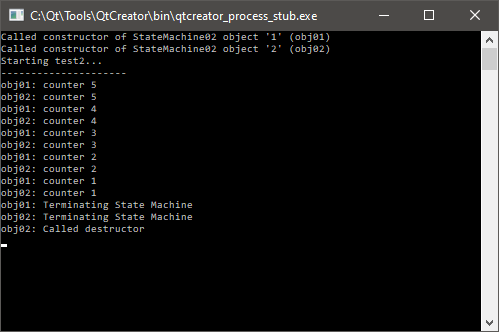 C:\Qt\Tools\QtCreator\bin\qtcreator_process_stub.exe
Called constructor of StateMachine02 object '1' (obj01)
Called constructor of StateMachine02 object '2' (obj02)
Starting test2...
---------------------
obj01: counter 5
obj02: counter 5
obj01: counter 4
obj02: counter 4
obj01: counter 3
obj02: counter 3
obj01: counter 2
obj02: counter 2
obj01: counter 1
obj02: counter 1
obj01: Terminating State Machine
obj02: Terminating State Machine
obj02: Called destructor